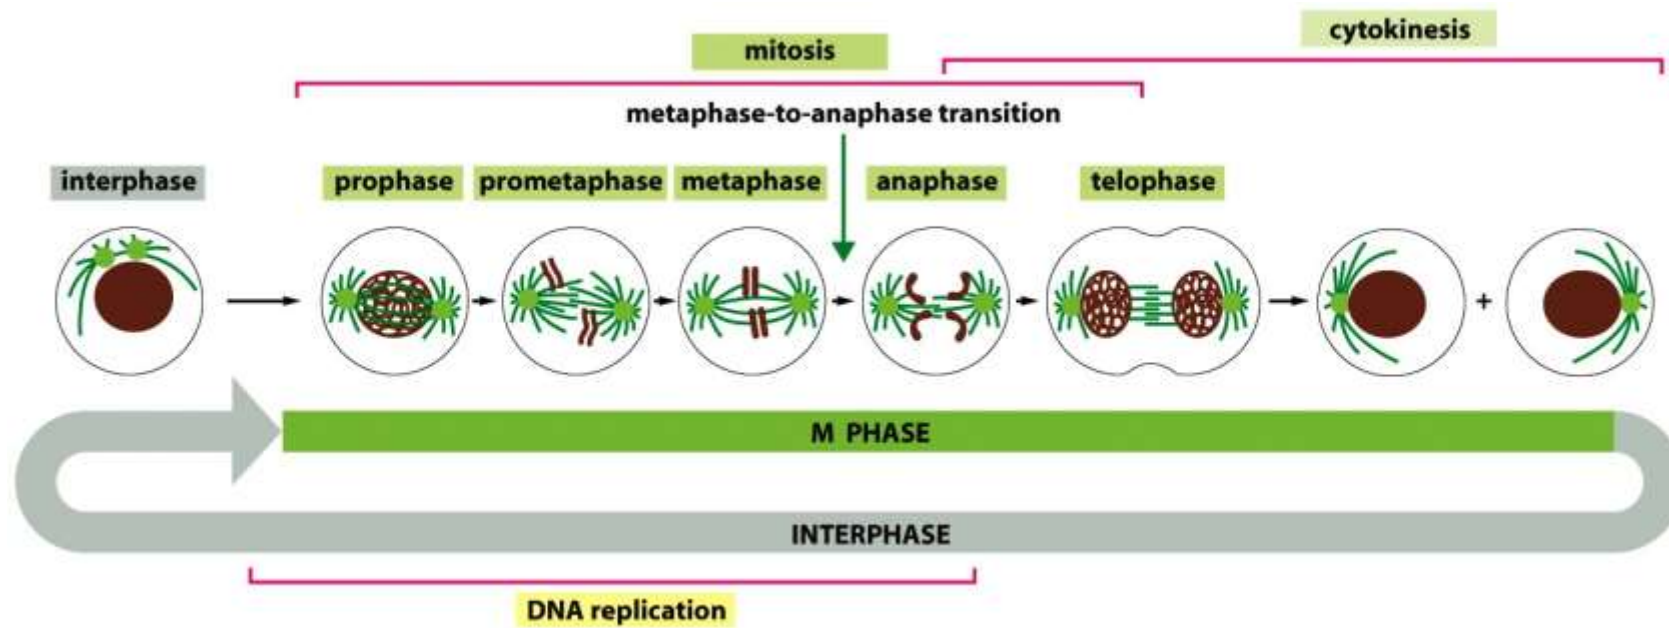 cytokinesis
mitosis
metaphase-to-anaphase transition
interphase
prophase
prometaphase
metaphase
anaphase
telophase
+
M PHASE
INTERPHASE
DNA replication